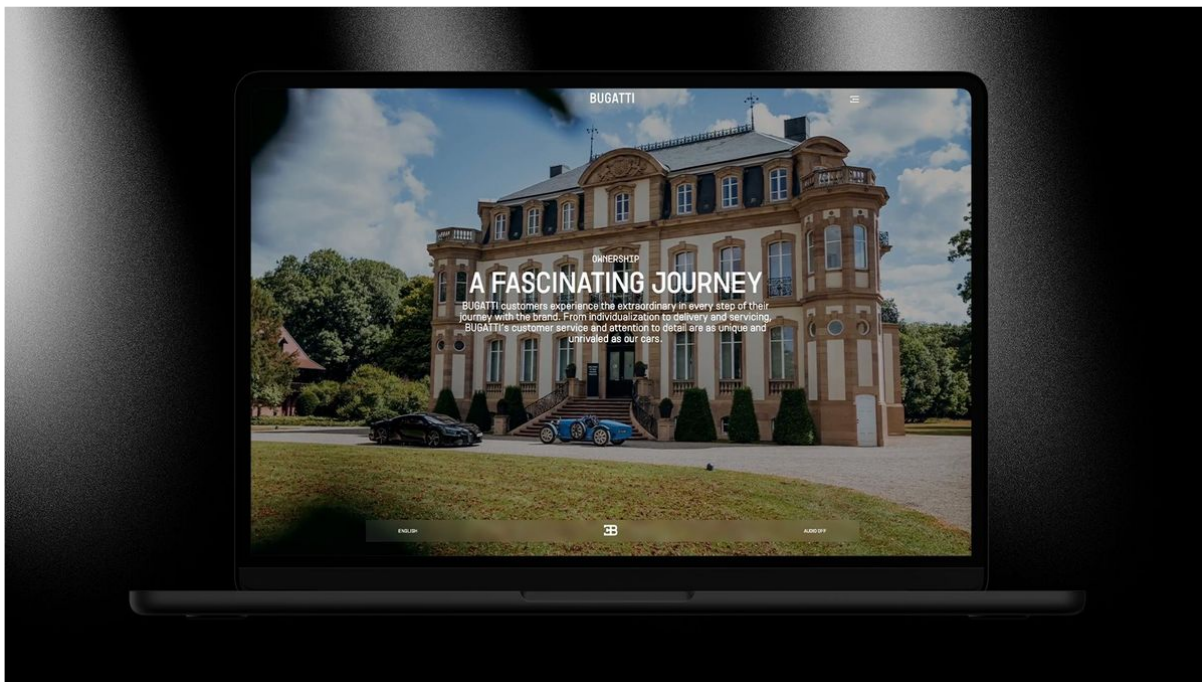 BUGATTI
OWNERSHIP
A FASCINATING JOURNEY
BUGATTI customers experience the extraordinary in every step of their
journey with the brand. From individualization to delivery and servicing,
BUGATTI's customer service and attention to detail are as unique and
unrivaled as our cars.
ENGLISH
EB
AUDIO OFF